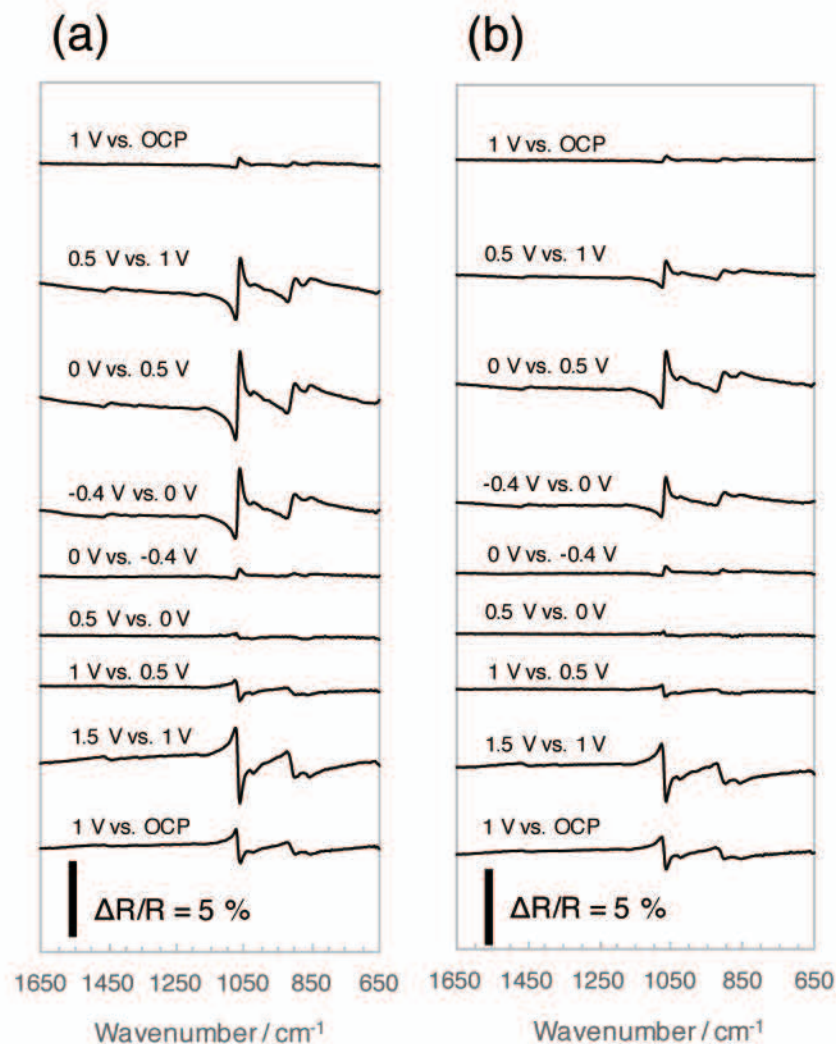 (a)
1 V vs. OCP
0.5 V vs. 1 V
0 V vs. 0.5 V
-0.4 V vs. 0 V
0 V vs. -0.4 V
0.5 V vs. 0 V
1 V vs. 0.5 V
1.5 V vs. 1 V
1 V vs. OCP
ΔR/R = 5 %
1650 1450 1250 1050 850 650
Wavenumber / cm⁻¹
(b)
1 V vs. OCP
0.5 V vs. 1 V
0 V vs. 0.5 V
-0.4 V vs. 0 V
0 V vs. -0.4 V
0.5 V vs. 0 V
1 V vs. 0.5 V
1.5 V vs. 1 V
1 V vs. OCP
ΔR/R = 5 %
1650 1450 1250 1050 850 650
Wavenumber / cm⁻¹